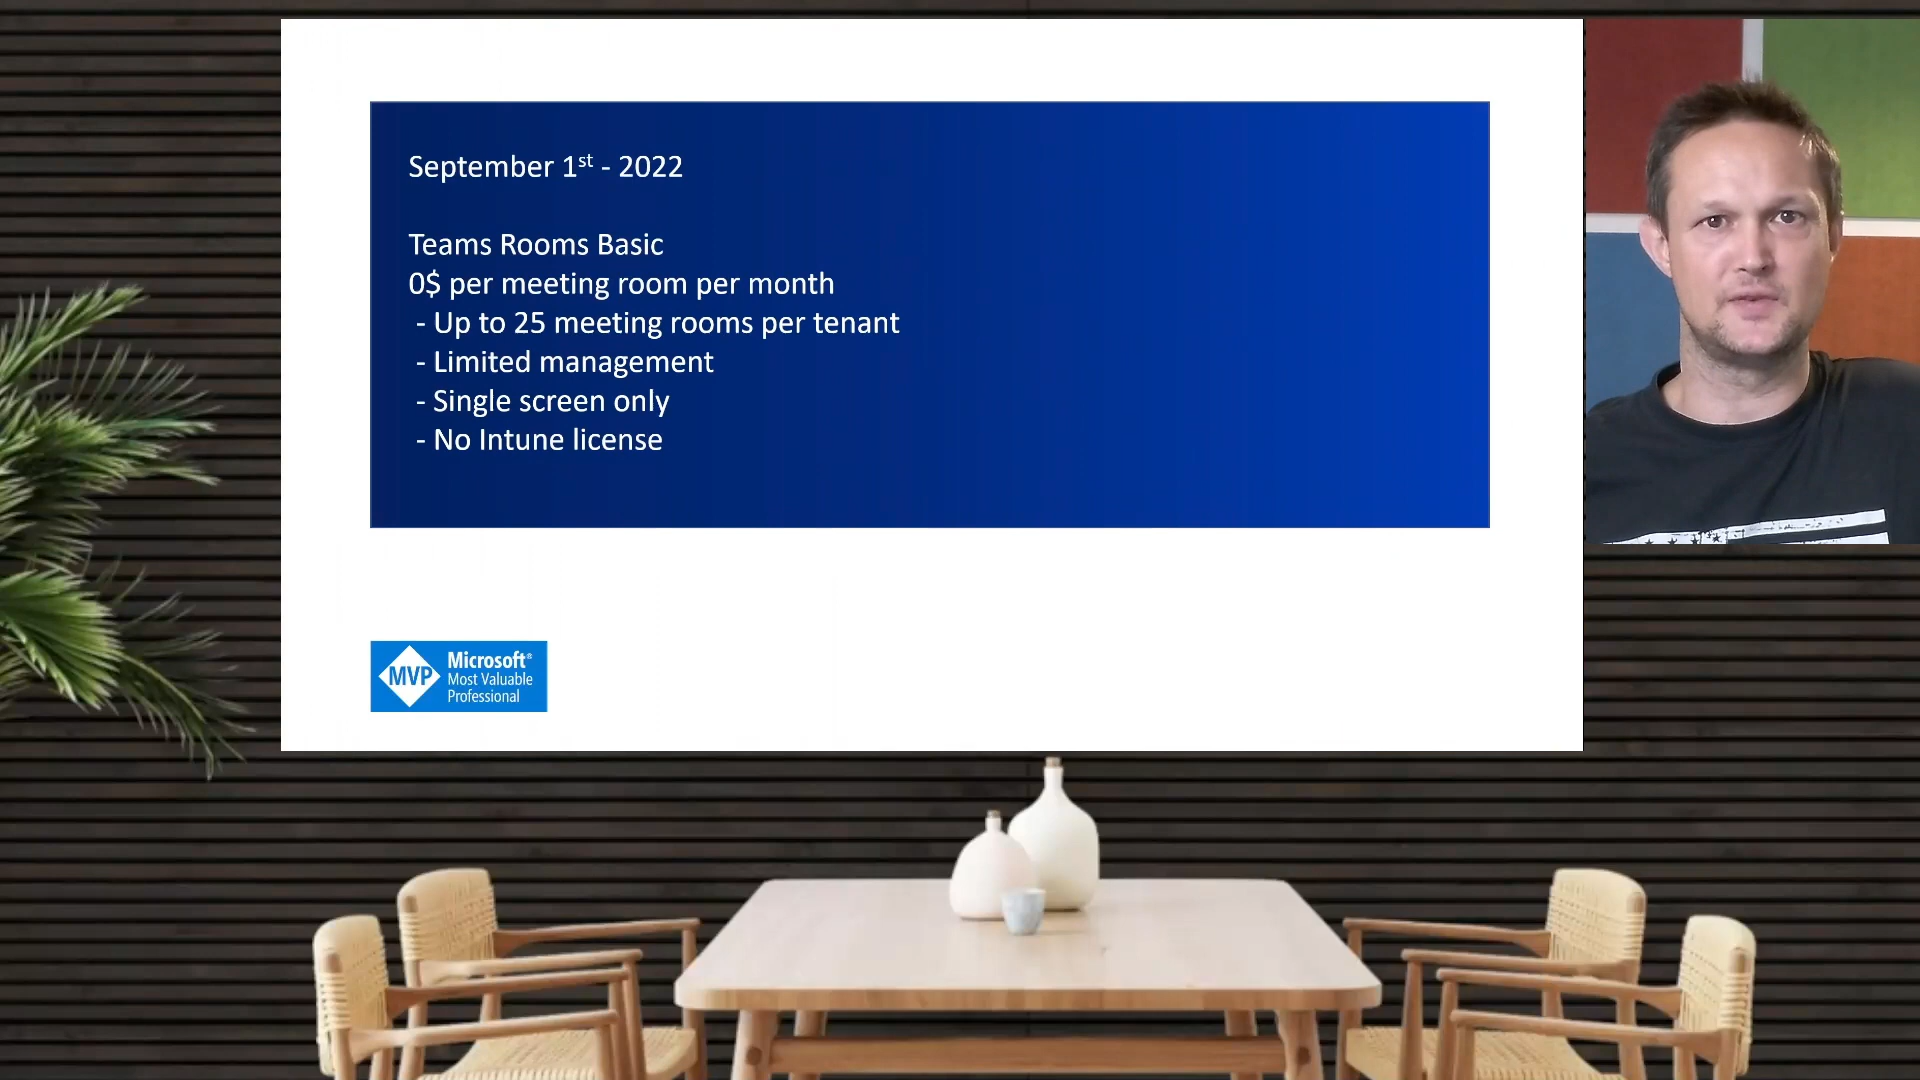 September 1st - 2022
Teams Rooms Basic
0$ per meeting room per month
- Up to 25 meeting rooms per tenant
- Limited management
- Single screen only
- No Intune license
MVP
Microsoft®
Most Valuable
Professional